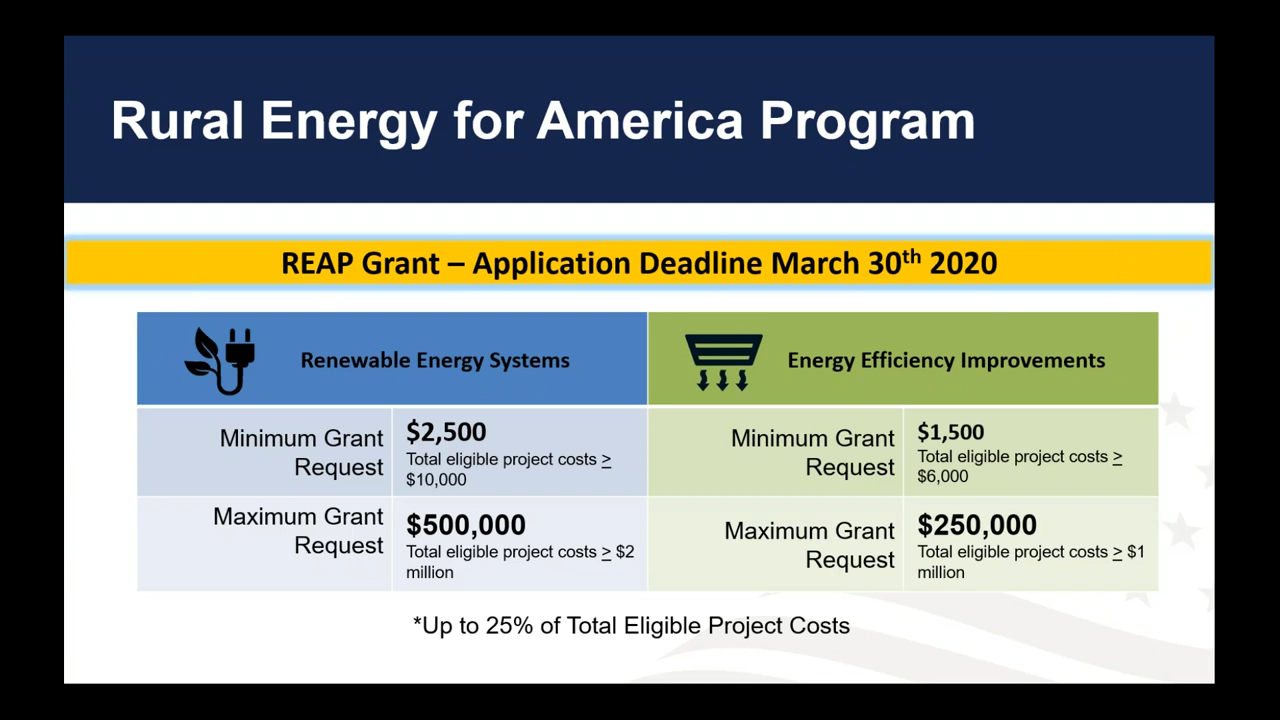 Rural Energy for America Program
REAP Grant – Application Deadline March 30th 2020
Renewable Energy Systems
Energy Efficiency Improvements
Minimum Grant
Request
$2,500
Total eligible project costs ≥
$10,000
Minimum Grant
Request
$1,500
Total eligible project costs ≥
$6,000
Maximum Grant
Request
$500,000
Total eligible project costs ≥ $2
million
Maximum Grant
Request
$250,000
Total eligible project costs ≥ $1
million
*Up to 25% of Total Eligible Project Costs